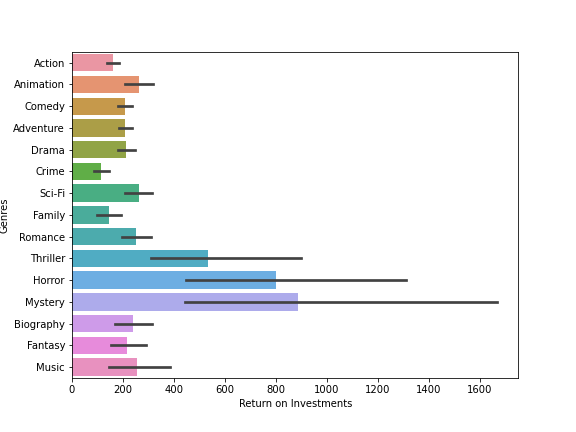 Action
Animation
Comedy
Adventure
Drama
Crime
Sci-Fi
Family
Romance
Thriller
Horror
Mystery
Biography
Fantasy
Music
Genres
0 200 400 600 800 1000 1200 1400 1600
Return on Investments